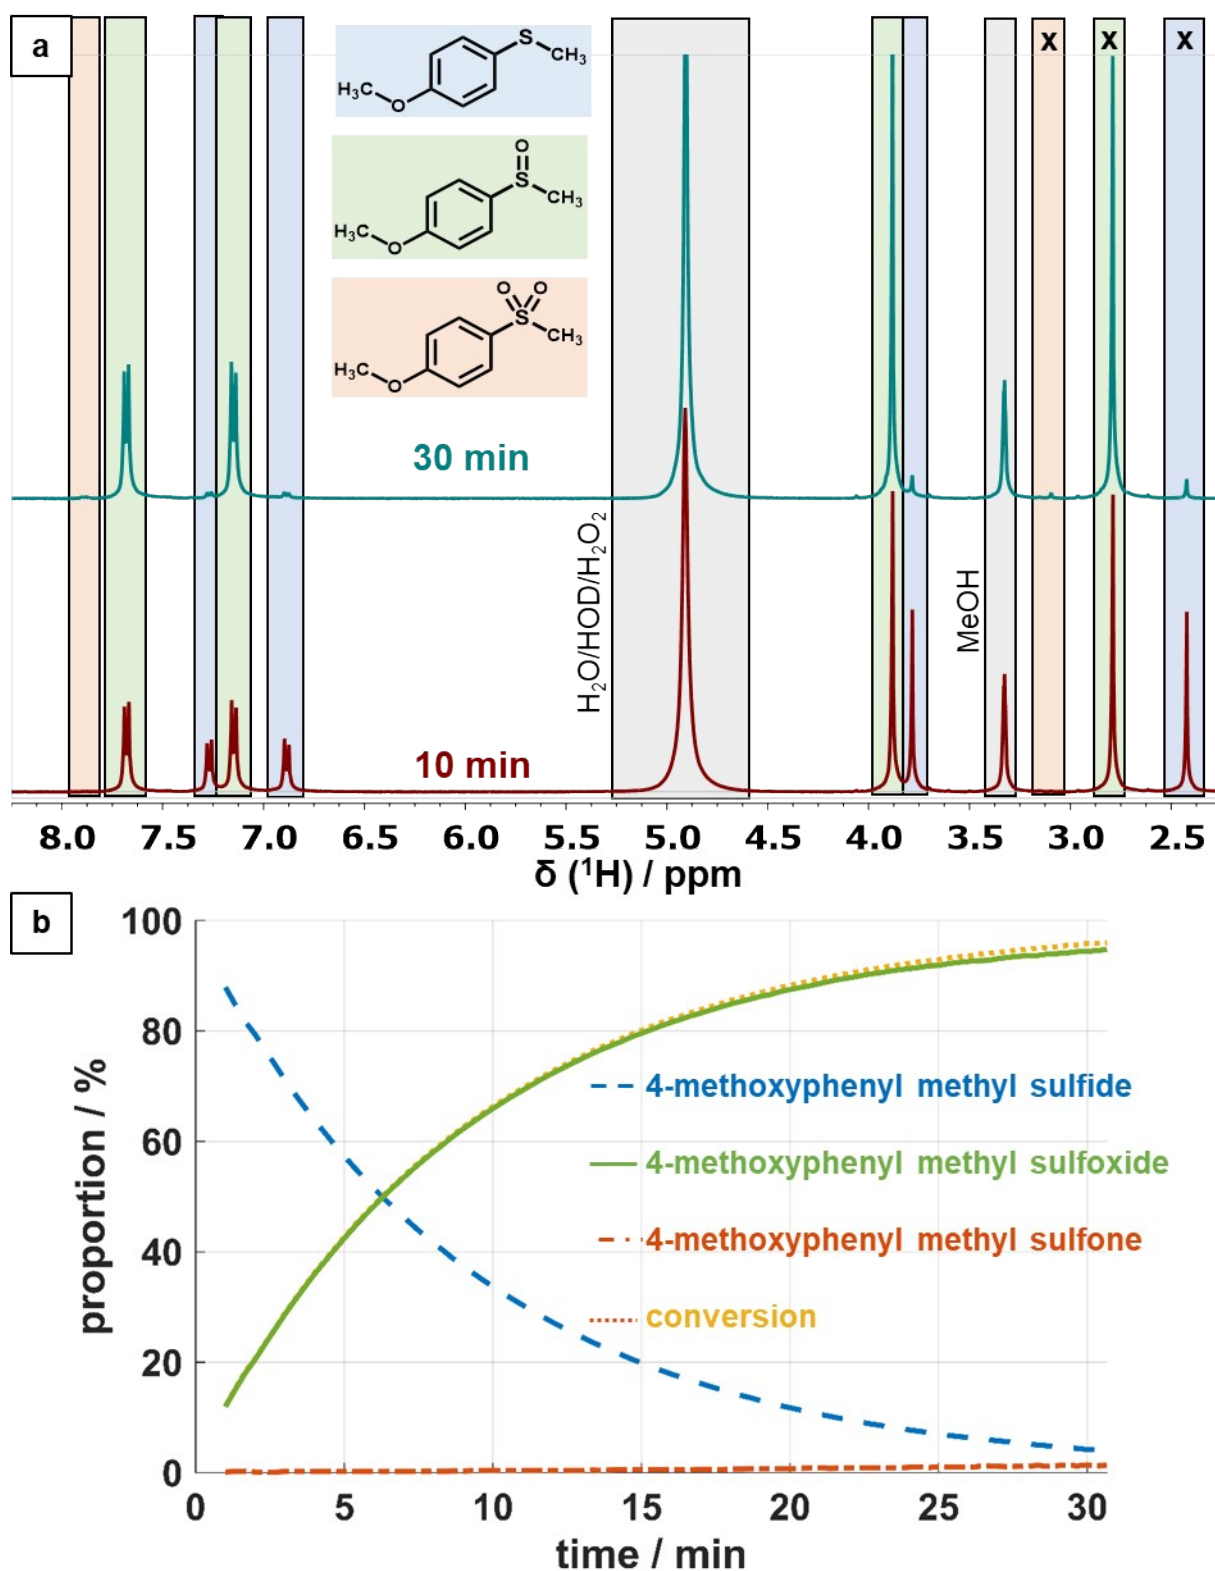 a
X X X
S
CH₃
H₃C
O
O
S
CH₃
H₃C
O
O O
S
CH₃
H₃C
O
30 min
H₂O/HOD/H₂O₂
MeOH
10 min
8.0 7.5 7.0 6.5 6.0 5.5 5.0 4.5 4.0 3.5 3.0 2.5
δ (¹H) / ppm
b
100
80
60
40
20
0
proportion / %
4-methoxyphenyl methyl sulfide
4-methoxyphenyl methyl sulfoxide
4-methoxyphenyl methyl sulfone
conversion
0 5 10 15 20 25 30
time / min